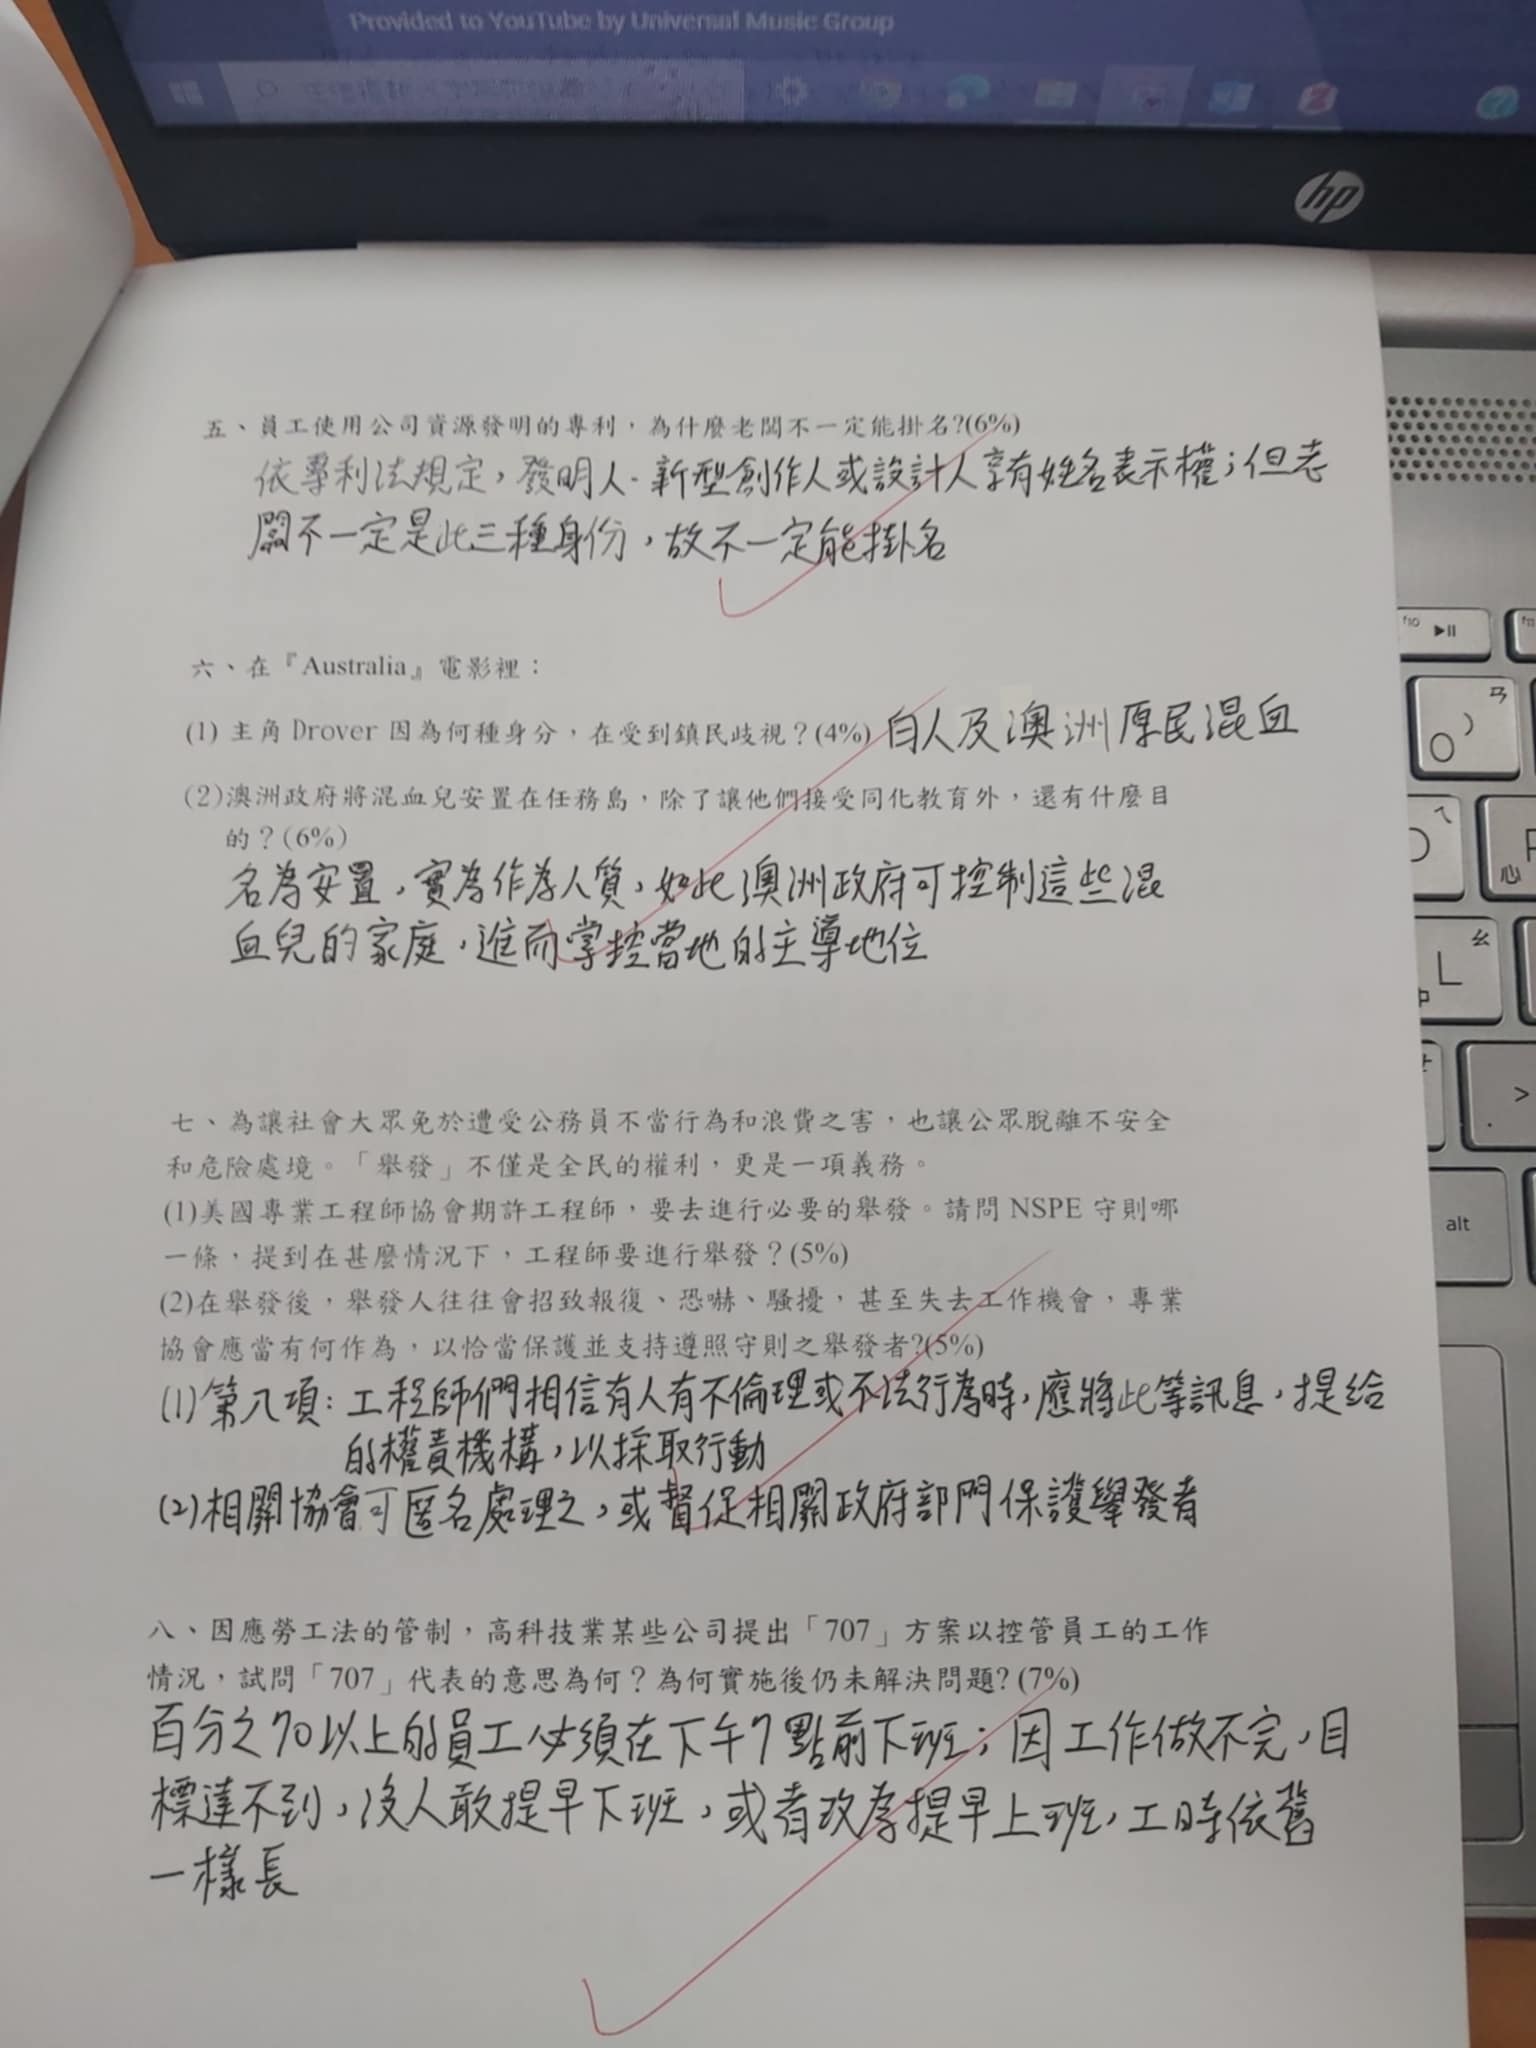 Provided to YouTube by Universal Music Group
hp
五、員工使用公司資源發明的專利，為什麼老闆不一定能掛名?(6%)
依專利法規定，發明人、新型創作人或設計人享有姓名表示權；但老
闆不一定是此三種身份，故不一定能掛名
六、在『Australia』電影裡：
(1) 主角 Drover 因為何種身分，在受到鎮民歧視？(4%) 白人及澳洲原民混血
(2)澳洲政府將混血兒安置在任務島，除了讓他們接受同化教育外，還有什麼目
的？(6%)
名為安置，實為作為人質，如此澳洲政府可控制這些混
血兒的家庭，進而掌控當地的主導地位
七、為讓社會大眾免於遭受公務員不當行為和浪費之害，也讓公眾脫離不安全
和危險處境。「舉發」不僅是全民的權利，更是一項義務。
(1)美國專業工程師協會期許工程師，要去進行必要的舉發。請問 NSPE 守則哪
一條，提到在甚麼情況下，工程師要進行舉發？(5%)
(2)在舉發後，舉發人往往會招致報復、恐嚇、騷擾，甚至失去工作機會，專業
協會應當有何作為，以恰當保護並支持遵照守則之舉發者?(5%)
(1)第八項：工程師們相信有人有不倫理或不法行為時，應將此等訊息，提給
的權責機構，以採取行動
(2)相關協會可匿名處理之，或督促相關政府部門保護舉發者
八、因應勞工法的管制，高科技業某些公司提出「707」方案以控管員工的工作
情況，試問「707」代表的意思為何？為何實施後仍未解決問題？(7%)
百分之70以上的員工必須在下午7點前下班；因工作做不完，目
標達不到，沒人敢提早下班，或者改為提早上班，工時依舊
一樣長
f10
ㄢ
0
ㄟ
心
ㄠ
L
中
>
.
alt